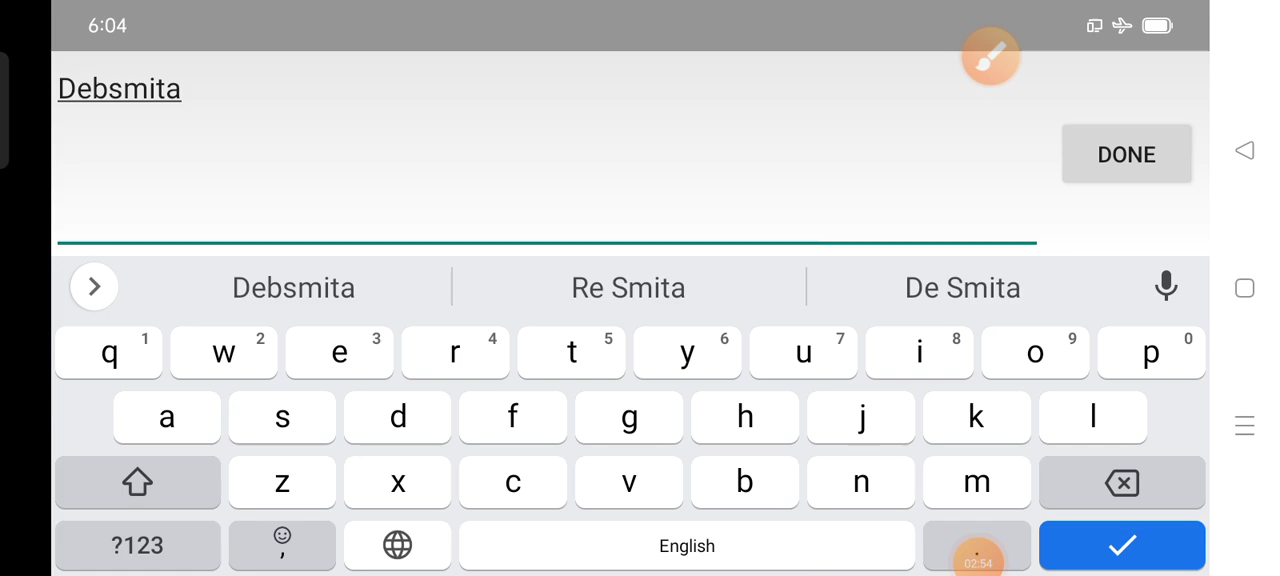 6:04
Debsmita
DONE
Debsmita Re Smita De Smita
q 1 w 2 e 3 r 4 t 5 y 6 u 7 i 8 o 9 p 0
a s d f g h j k l
z x c v b n m
?123 , English .
02:54